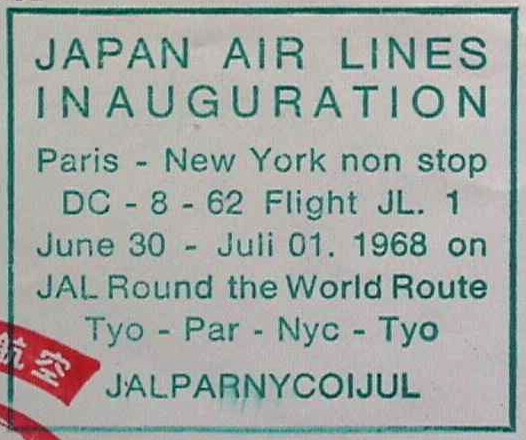 JAPAN AIR LINES
INAUGURATION
Paris - New York non stop
DC - 8 - 62 Flight JL. 1
June 30 - Juli 01. 1968 on
JAL Round the World Route
Tyo - Par - Nyc - Tyo
航空
JALPARNYCOIJUL